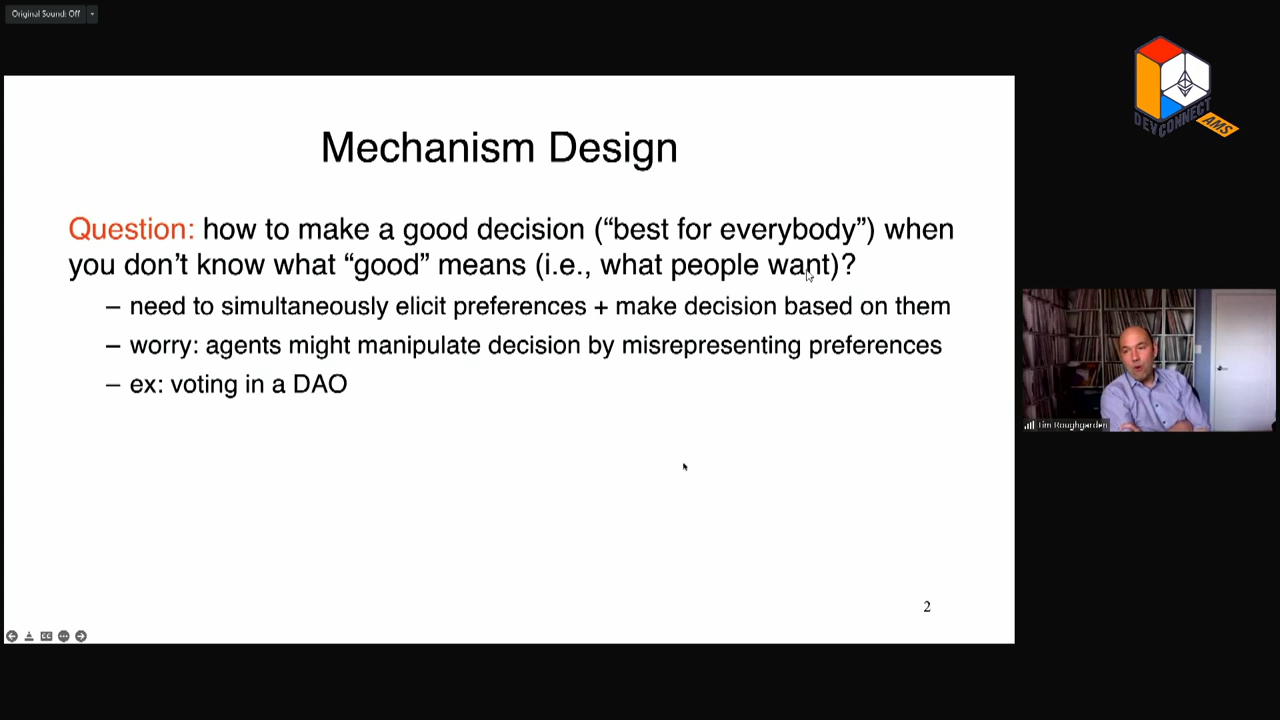 Original Sound: Off
DEVCONNECT
AMS
Mechanism Design
Question: how to make a good decision (“best for everybody”) when
you don’t know what “good” means (i.e., what people want)?
– need to simultaneously elicit preferences + make decision based on them
– worry: agents might manipulate decision by misrepresenting preferences
– ex: voting in a DAO
Tim Roughgarden
2
CC